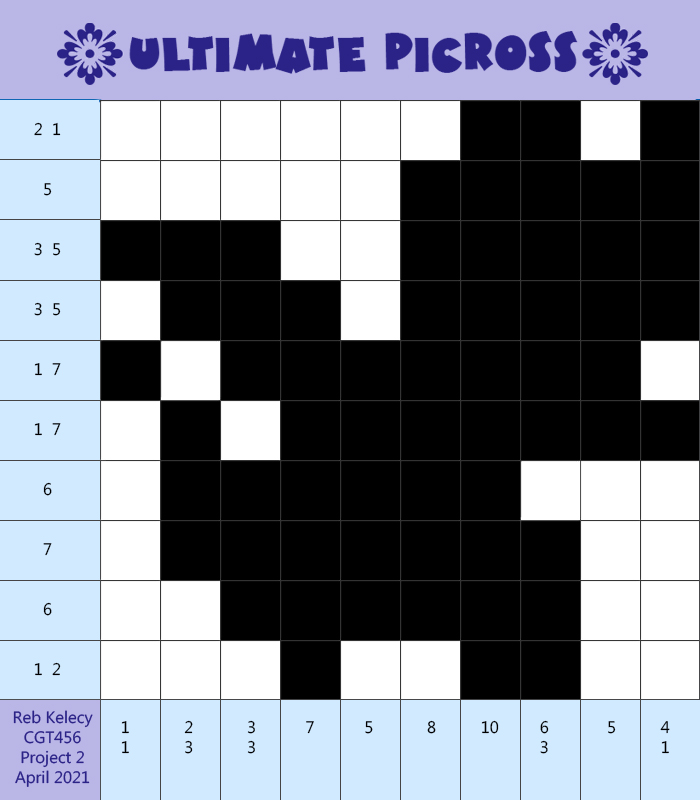 ULTIMATE PICROSS
2 1
5
3 5
3 5
1 7
1 7
6
7
6
1 2
Reb Kelecy
CGT456
Project 2
April 2021
1 2 3 7 5 8 10 6 5 4
1 3 3 3 1